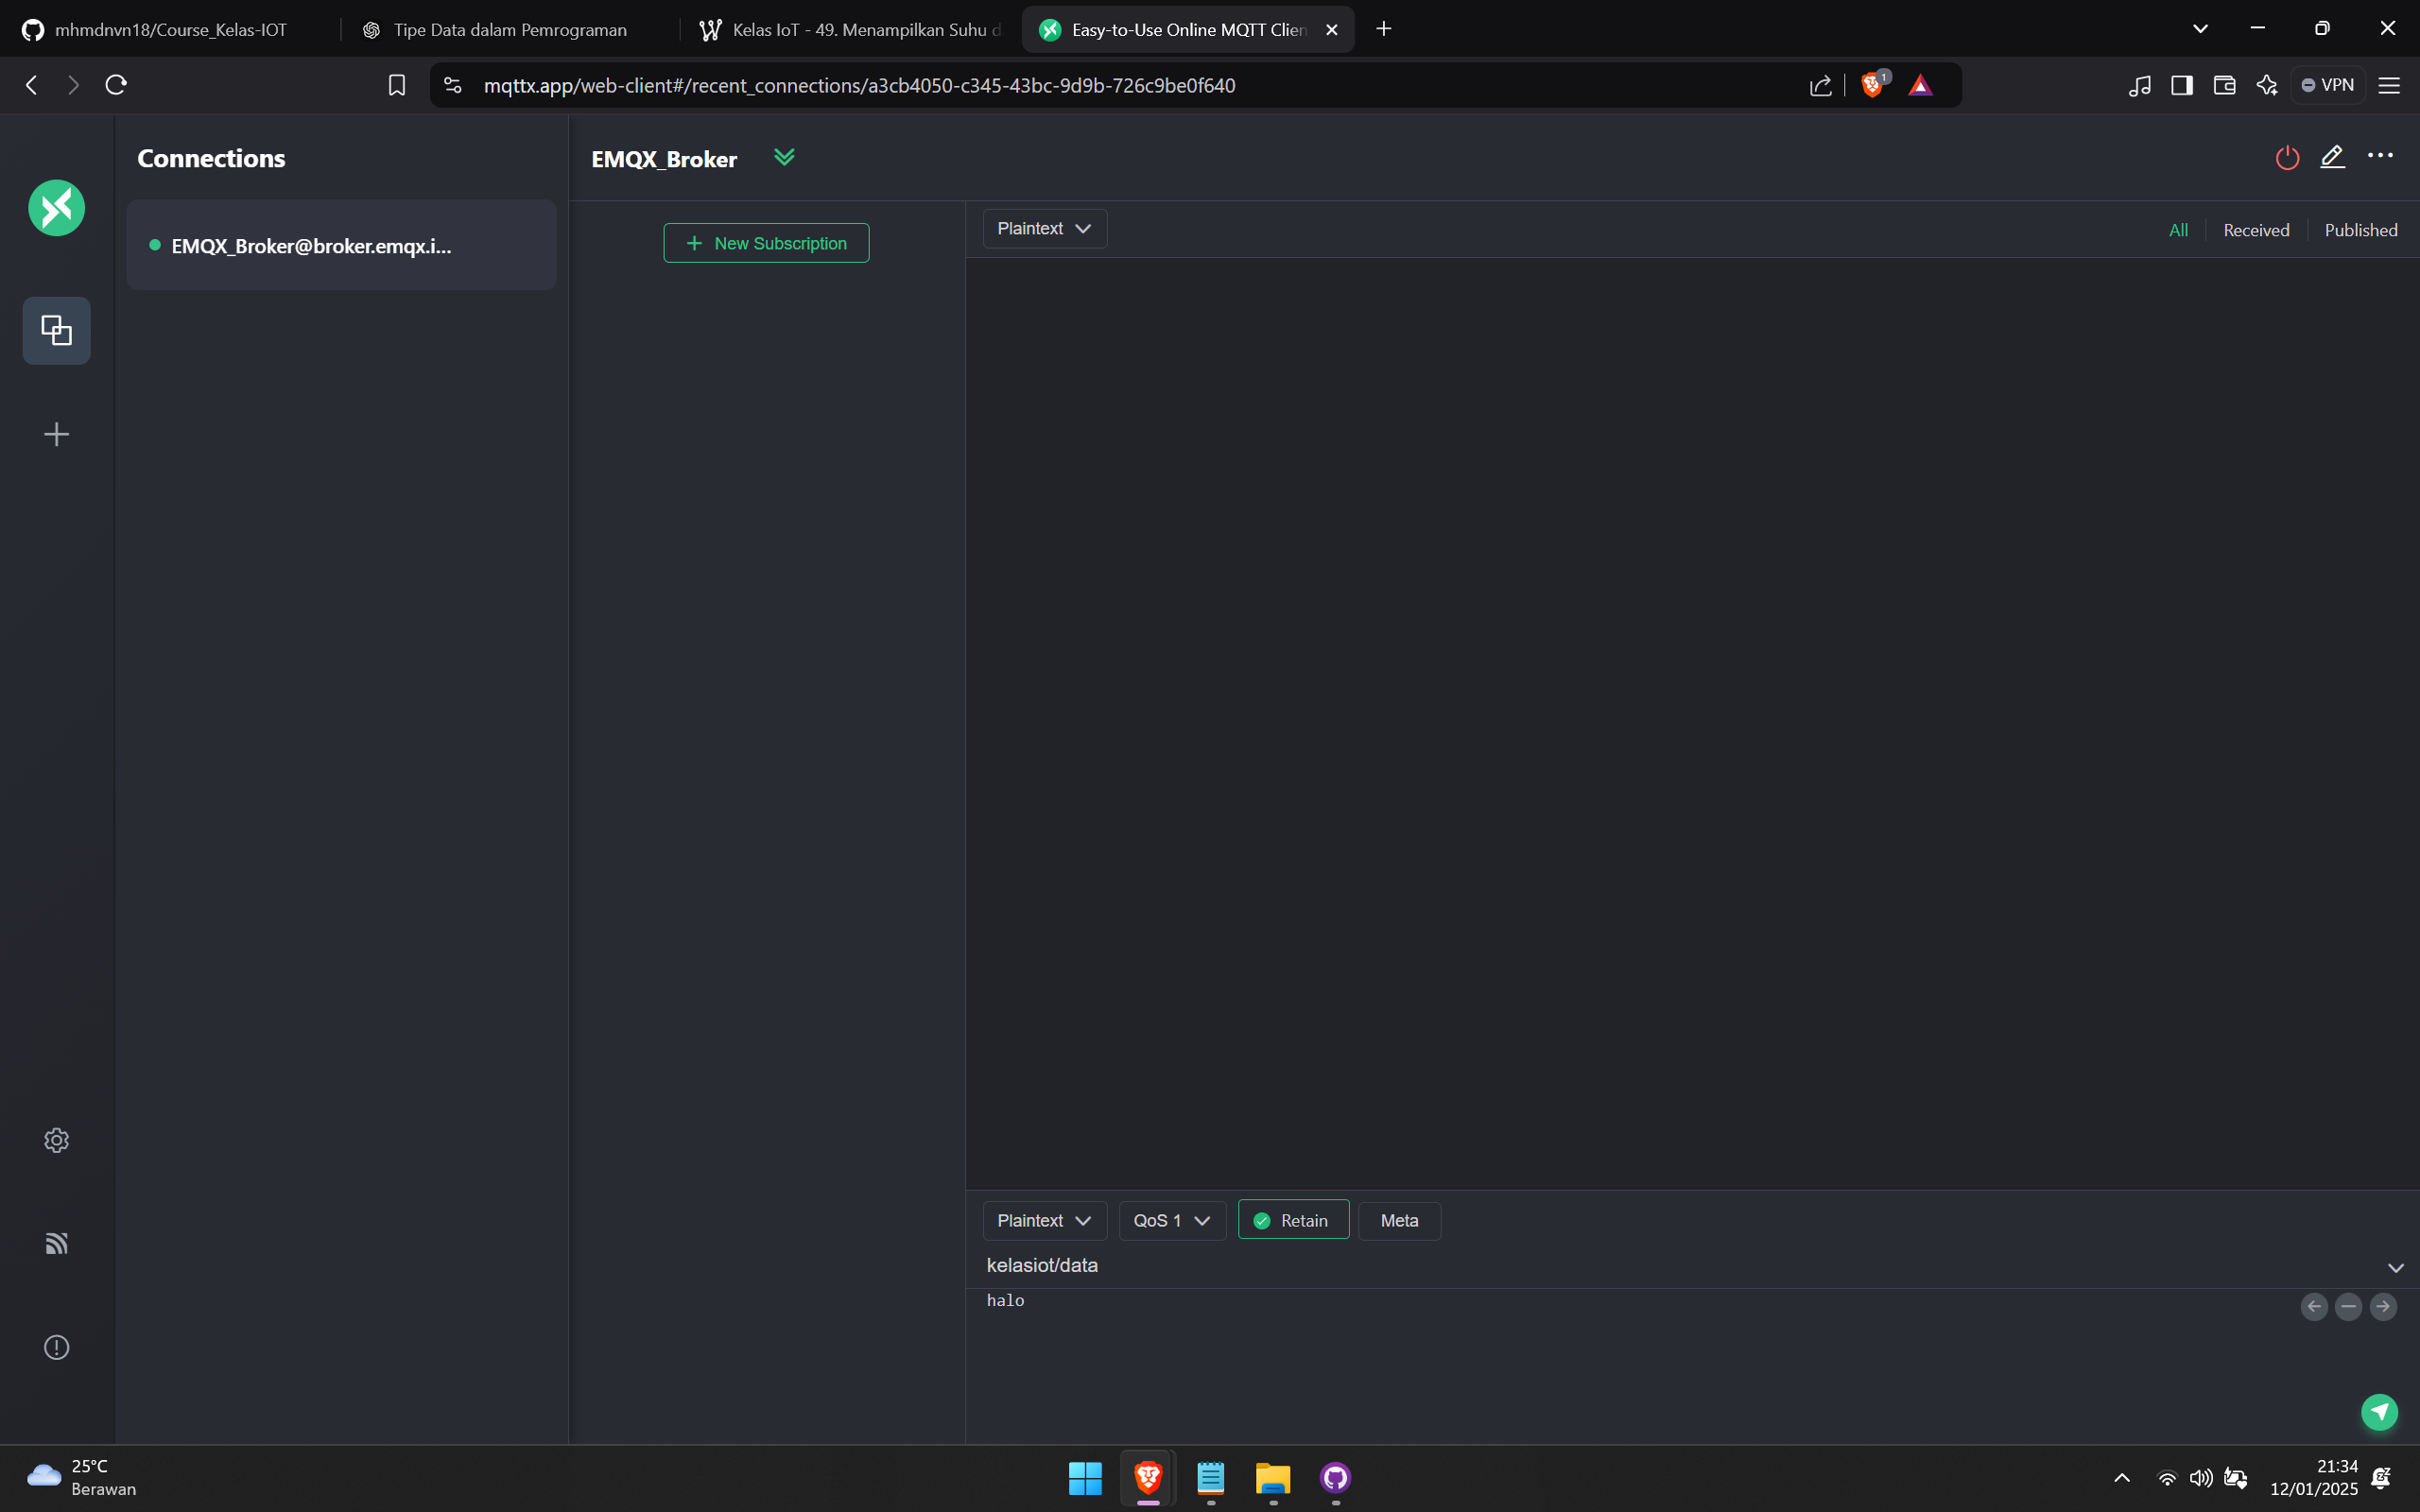 mhmdnvn18/Course_Kelas-IOT
Tipe Data dalam Pemrograman
Kelas IoT - 49. Menampilkan Suhu d
Easy-to-Use Online MQTT Clien
mqttx.app/web-client#/recent_connections/a3cb4050-c345-43bc-9d9b-726c9be0f640
1
VPN
Connections
EMQX_Broker
EMQX_Broker@broker.emqx.i...
New Subscription
Plaintext
All
Received
Published
Plaintext
QoS 1
Retain
Meta
kelasiot/data
halo
25°C
Berawan
21:34
12/01/2025